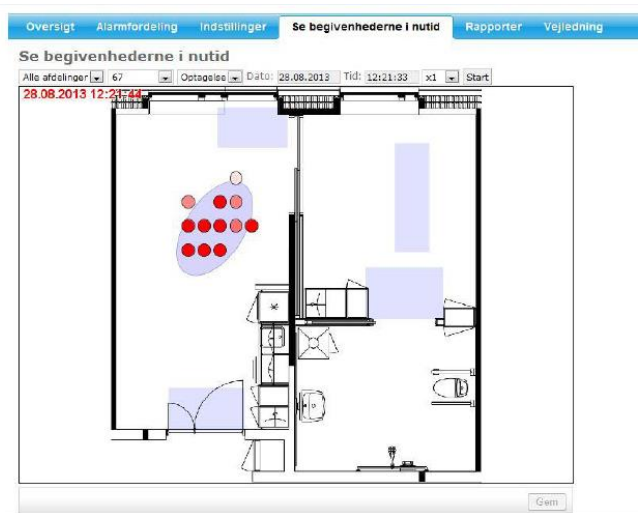 Oversigt Alarmfordeling Indstillinger Se begivenhederne i nutid Rapporter Vejledning
Se begivenhederne i nutid
Alle afdelinger 67 Optagelse Dato: 28.08.2013 Tid: 12:21:33 x1 Start
28.08.2013 12:21:44
Gem